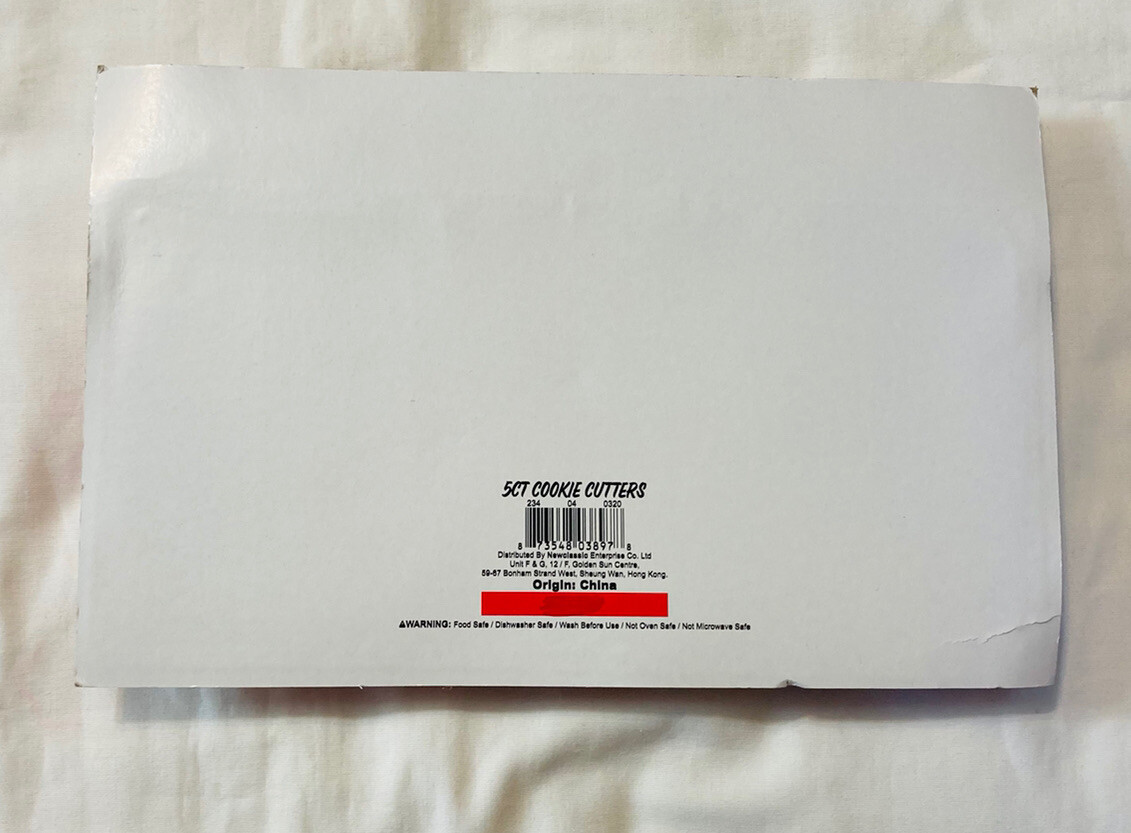 5CT COOKIE CUTTERS
234 04 0320
8 73548 03897 8
Distributed By Newclassic Enterprise Co. Ltd
Unit F & G, 12 / F, Golden Sun Centre,
59-67 Bonham Strand West, Sheung Wan, Hong Kong.
Origin: China
⚠WARNING: Food Safe / Dishwasher Safe / Wash Before Use / Not Oven Safe / Not Microwave Safe